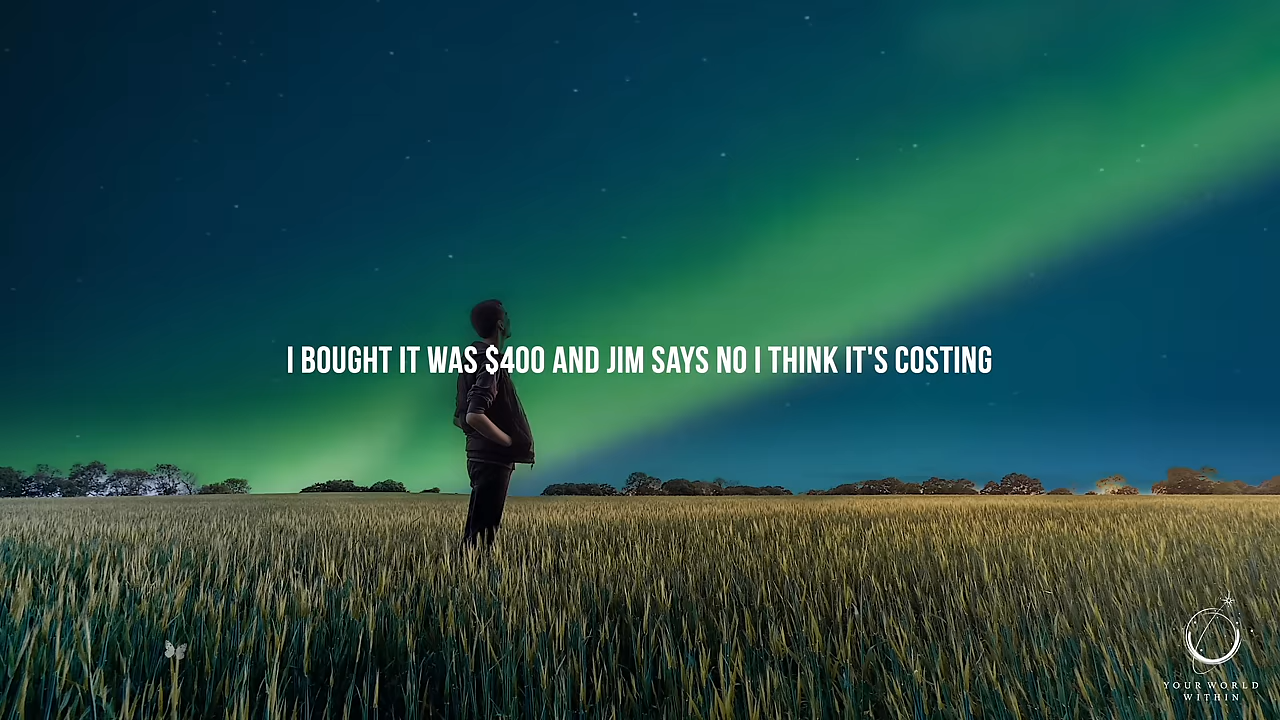 I BOUGHT IT WAS $400 AND JIM SAYS NO I THINK IT'S COSTING
YOUR WORLD
WITHIN